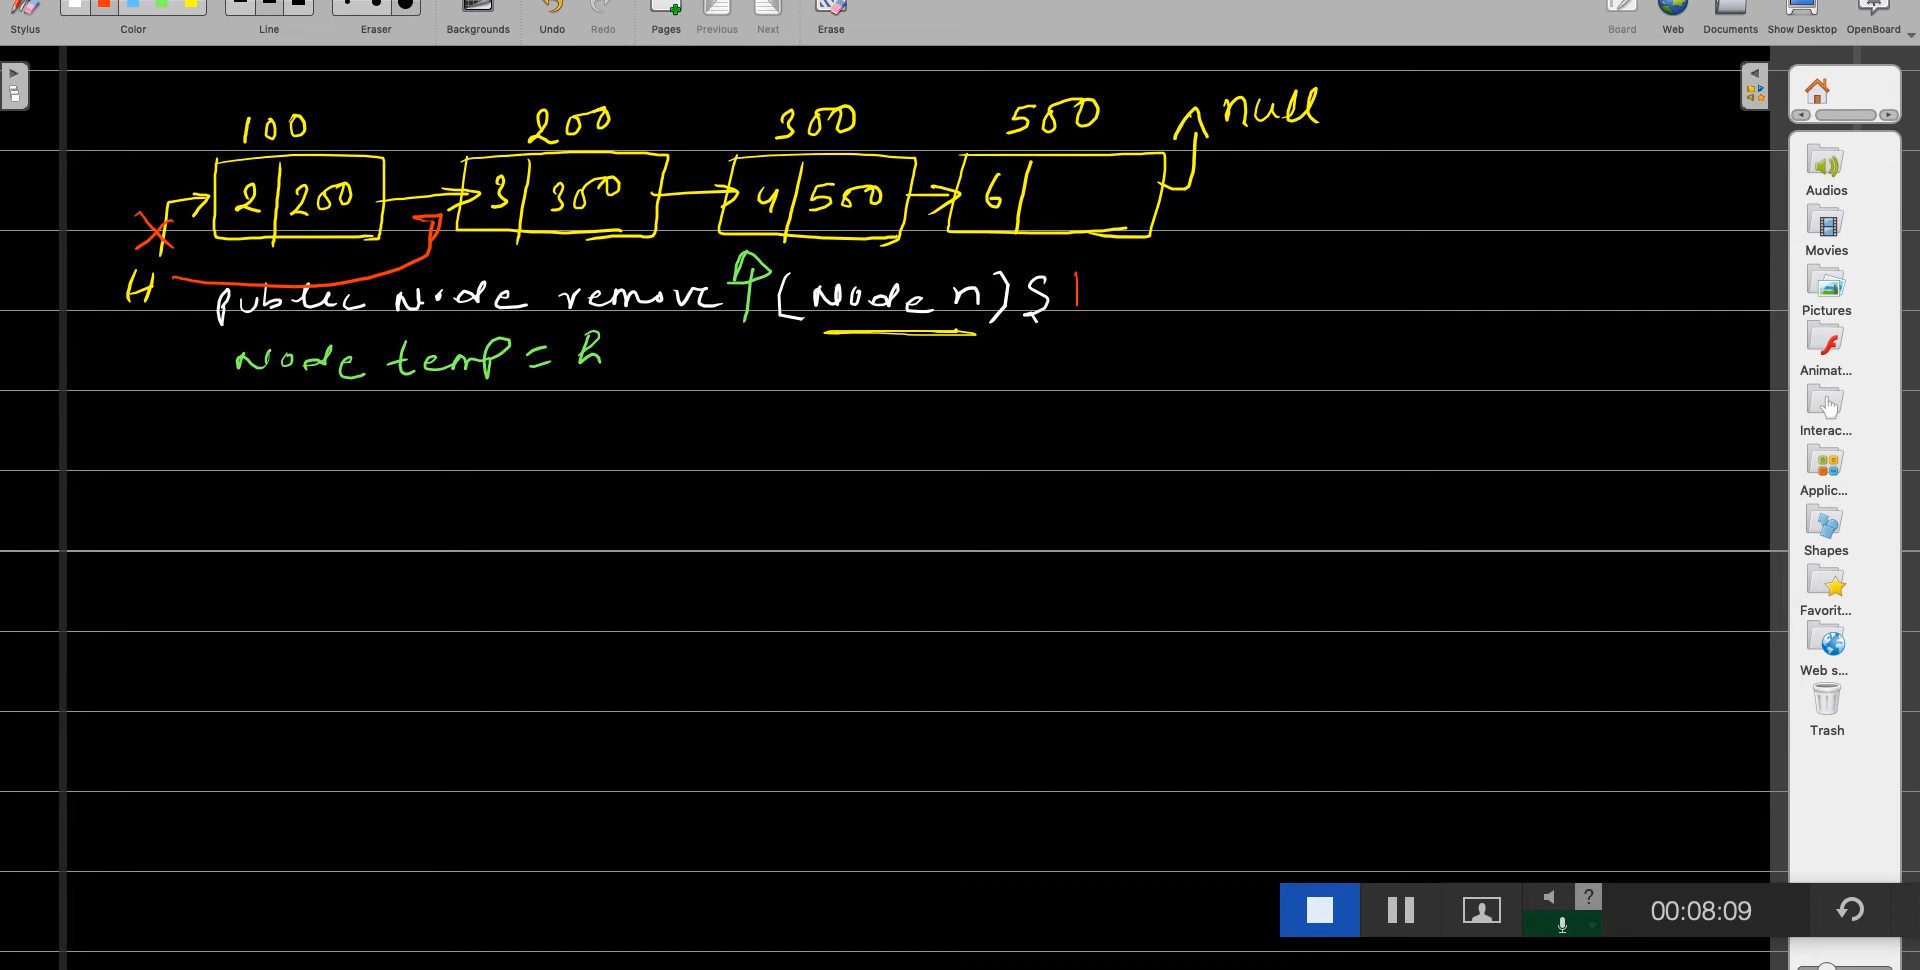 Stylus Color Line Eraser Backgrounds Undo Redo Pages Previous Next Erase Board Web Documents Show Desktop OpenBoard
100 200 300 500 null
2 200 3 300 4 500 6
H
public Node remove (Node n) {
Node temp = h
Audios
Movies
Pictures
Animat...
Interac...
Applic...
Shapes
Favorit...
Web s...
Trash
?
00:08:09